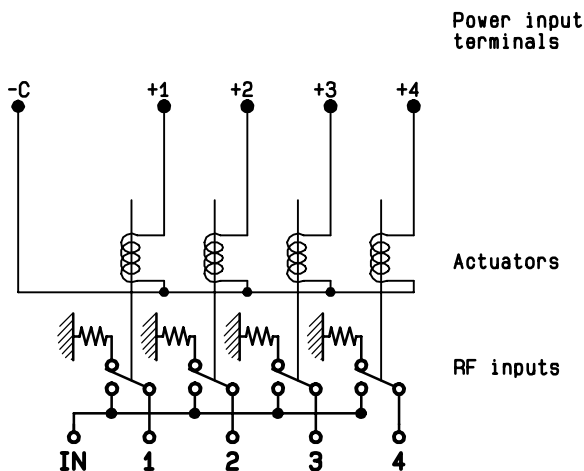 Power input
terminals
-C +1 +2 +3 +4
Actuators
RF inputs
IN 1 2 3 4